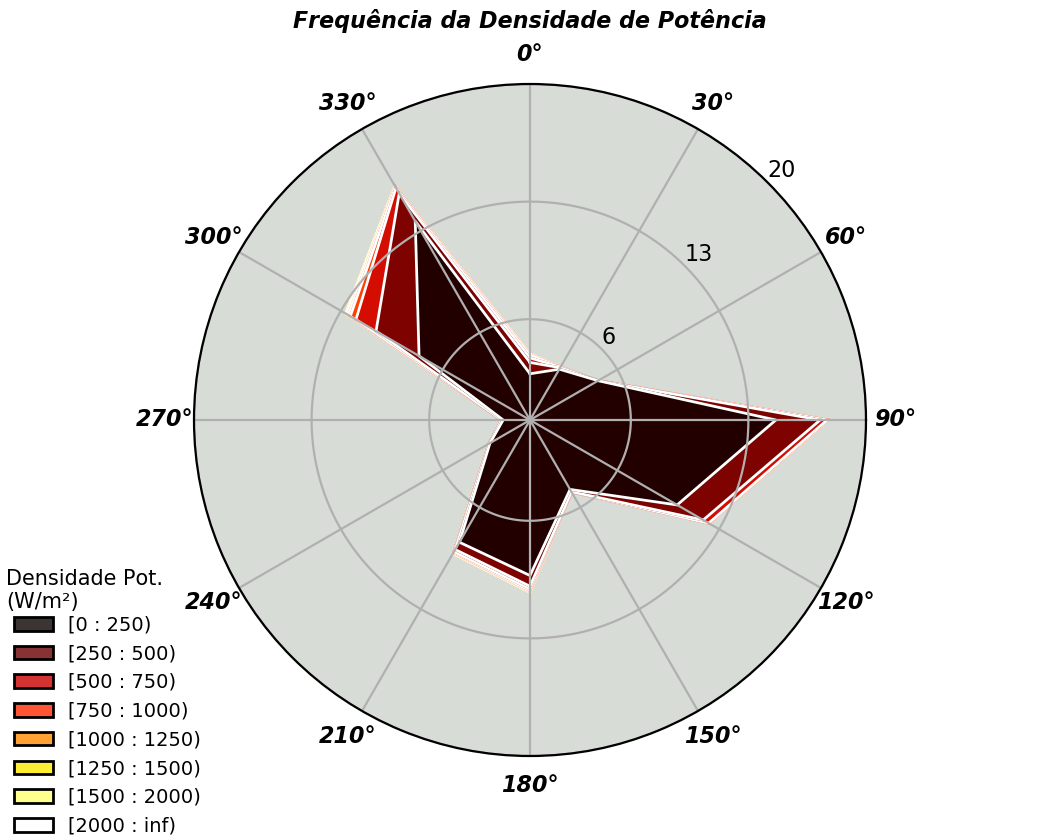 Frequência da Densidade de Potência
0°
330°
30°
20
300°
60°
13
6
270°
90°
240°
120°
210°
150°
180°
Densidade Pot.
(W/m²)
[0 : 250)
[250 : 500)
[500 : 750)
[750 : 1000)
[1000 : 1250)
[1250 : 1500)
[1500 : 2000)
[2000 : inf)